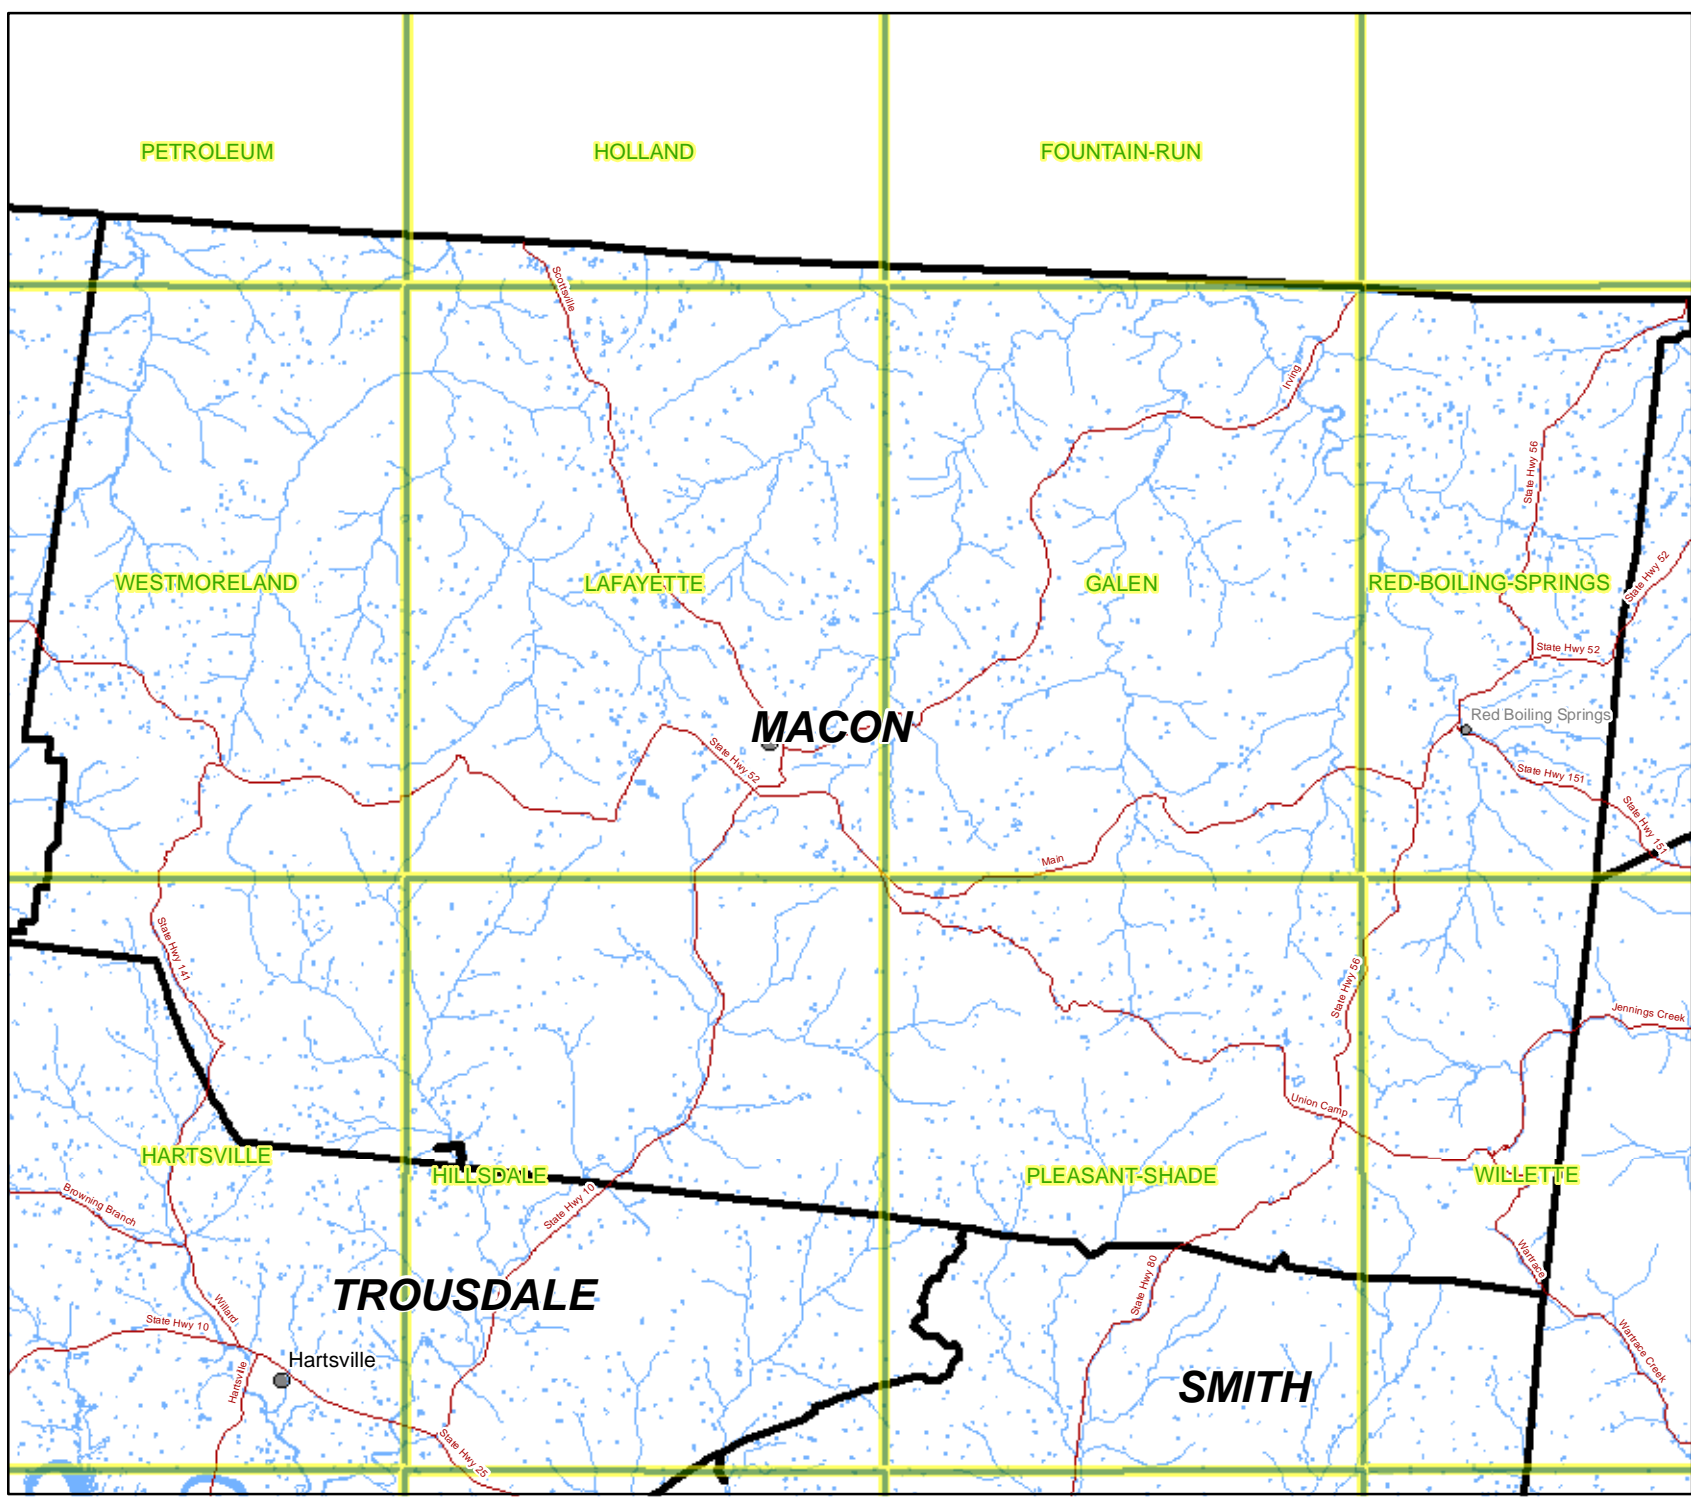 PETROLEUM
HOLLAND
FOUNTAIN-RUN
Scottsville
Irving
State Hwy 56
State Hwy 52
WESTMORELAND
LAFAYETTE
GALEN
RED-BOILING-SPRINGS
State Hwy 52
Red Boiling Springs
MACON
State Hwy 52
State Hwy 151
State Hwy 151
Main
State Hwy 141
State Hwy 56
Jennings Creek
Union Camp
HARTSVILLE
HILLSDALE
PLEASANT-SHADE
WILLETTE
Browning Branch
State Hwy 10
Wartrace
State Hwy 80
TROUSDALE
Willard
State Hwy 10
Hartsville
Hartsville
Wartrace Creek
SMITH
State Hwy 25